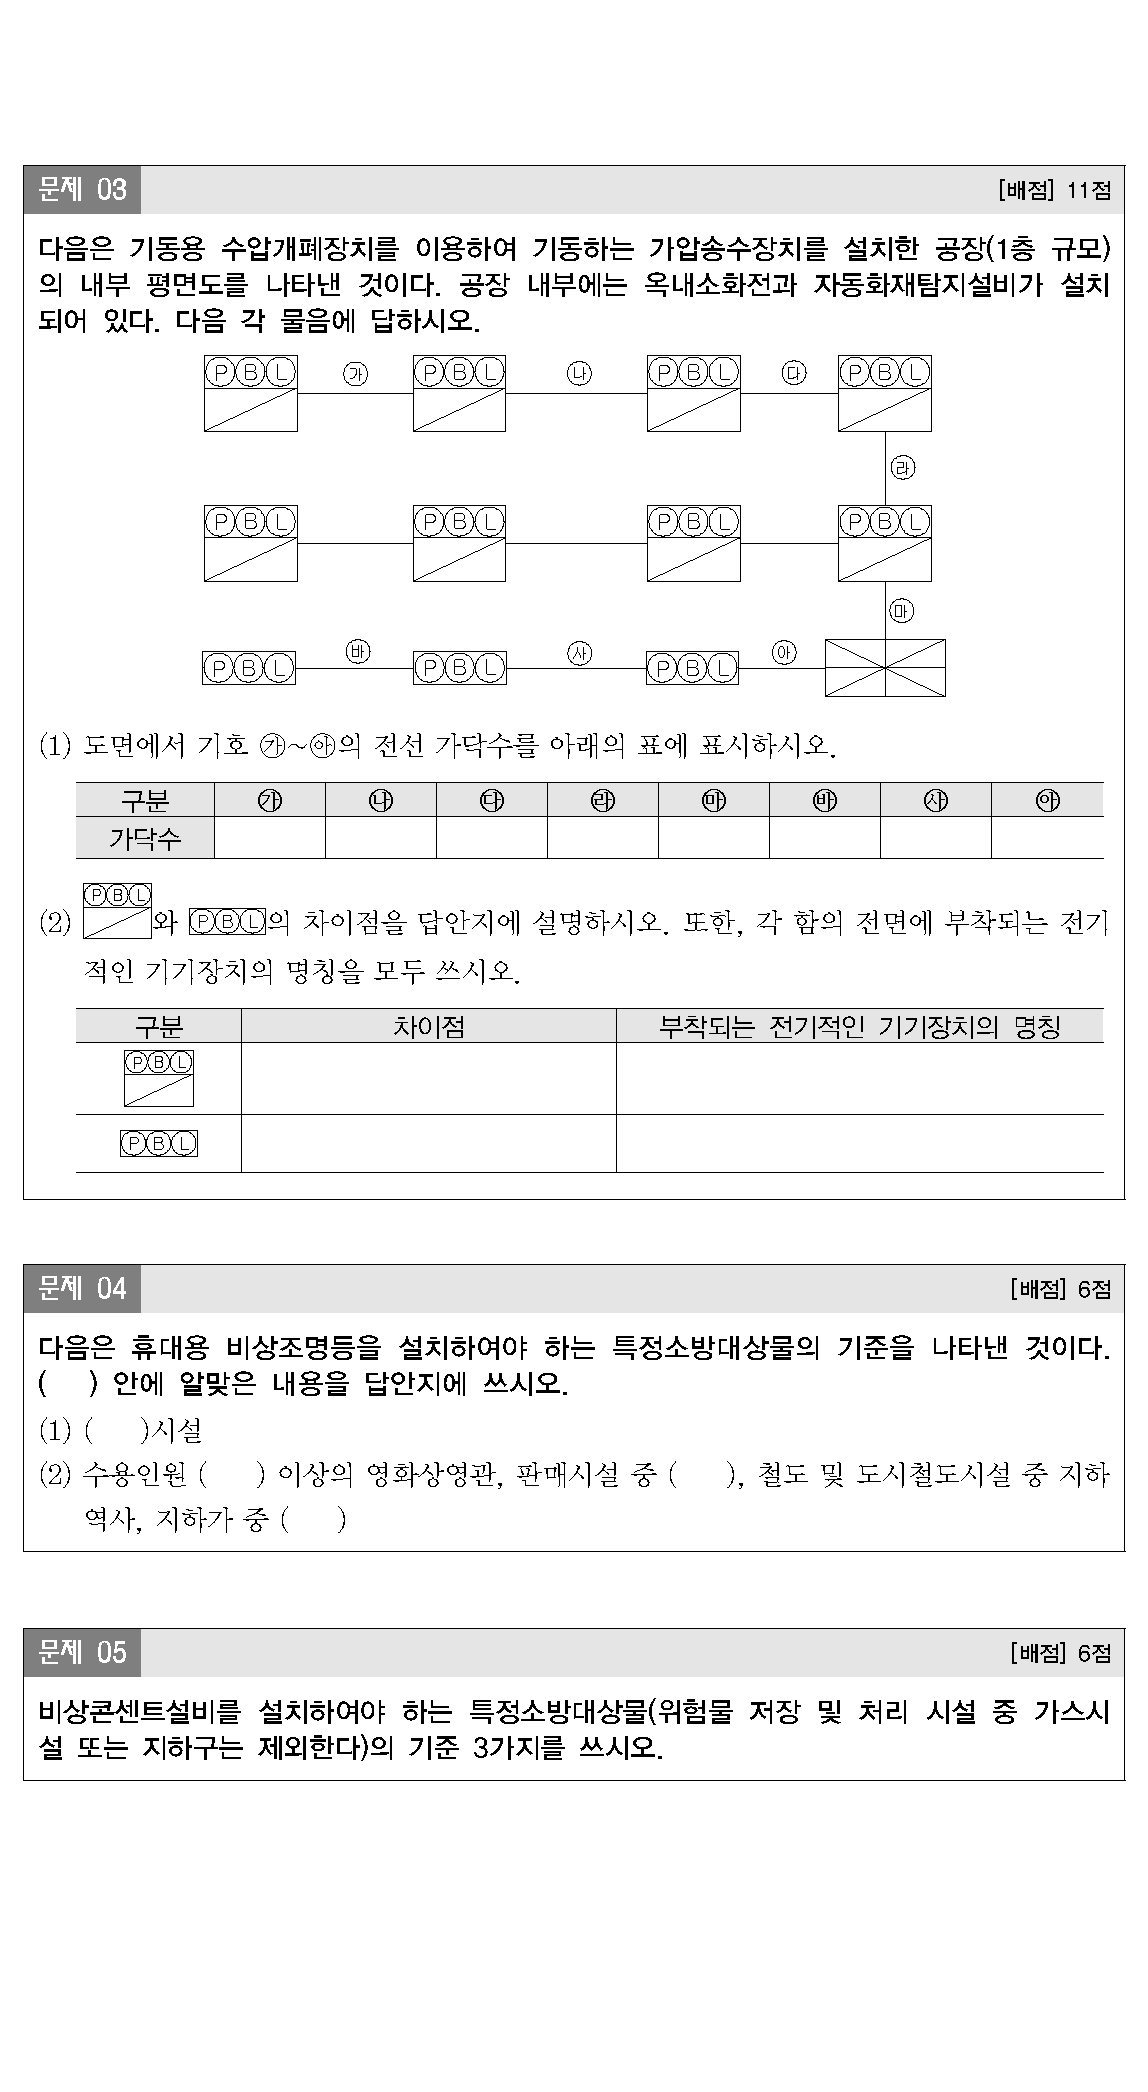 문제 03 [배점] 11점
다음은 기동용 수압개폐장치를 이용하여 기동하는 가압송수장치를 설치한 공장(1층 규모)
의 내부 평면도를 나타낸 것이다. 공장 내부에는 옥내소화전과 자동화재탐지설비가 설치
되어 있다. 다음 각 물음에 답하시오.
Ⓟ Ⓑ Ⓛ ㉮ Ⓟ Ⓑ Ⓛ ㉯ Ⓟ Ⓑ Ⓛ ㉰ Ⓟ Ⓑ Ⓛ
㉱
Ⓟ Ⓑ Ⓛ Ⓟ Ⓑ Ⓛ Ⓟ Ⓑ Ⓛ Ⓟ Ⓑ Ⓛ
㉲
Ⓟ Ⓑ Ⓛ ㉳ Ⓟ Ⓑ Ⓛ ㉴ Ⓟ Ⓑ Ⓛ ㉵
(1) 도면에서 기호 ㉮~㉵의 전선 가닥수를 아래의 표에 표시하시오.
구분 ㉮ ㉯ ㉰ ㉱ ㉲ ㉳ ㉴ ㉵
가닥수
(2) Ⓟ Ⓑ Ⓛ 와 Ⓟ Ⓑ Ⓛ 의 차이점을 답안지에 설명하시오. 또한, 각 함의 전면에 부착되는 전기
적인 기기장치의 명칭을 모두 쓰시오.
구분 차이점 부착되는 전기적인 기기장치의 명칭
Ⓟ Ⓑ Ⓛ
Ⓟ Ⓑ Ⓛ
문제 04 [배점] 6점
다음은 휴대용 비상조명등을 설치하여야 하는 특정소방대상물의 기준을 나타낸 것이다.
( ) 안에 알맞은 내용을 답안지에 쓰시오.
(1) ( )시설
(2) 수용인원 ( ) 이상의 영화상영관, 판매시설 중 ( ), 철도 및 도시철도시설 중 지하
역사, 지하가 중 ( )
문제 05 [배점] 6점
비상콘센트설비를 설치하여야 하는 특정소방대상물(위험물 저장 및 처리 시설 중 가스시
설 또는 지하구는 제외한다)의 기준 3가지를 쓰시오.